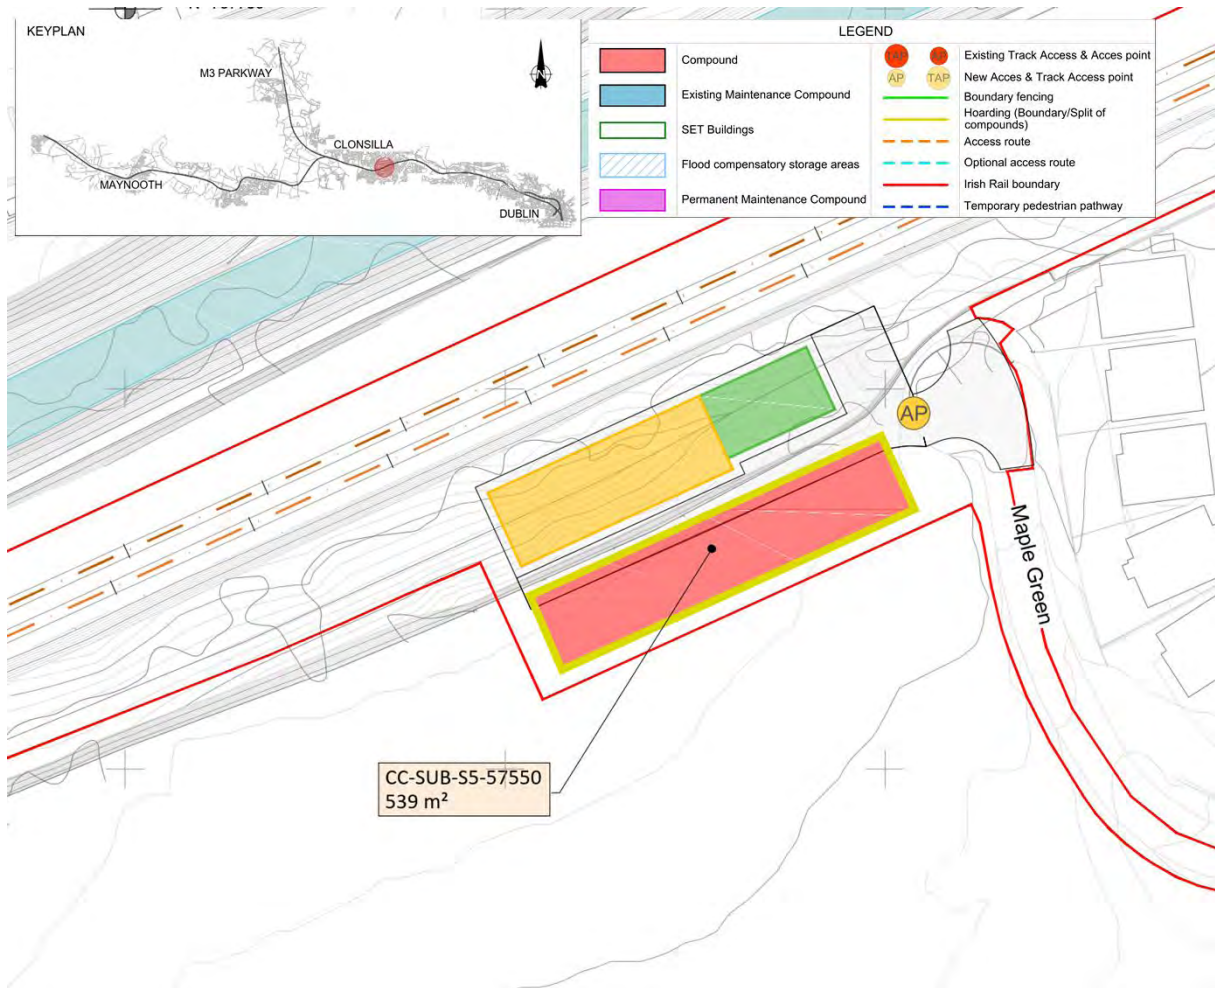 KEYPLAN
M3 PARKWAY
N
CLONSILLA
MAYNOOTH
DUBLIN
LEGEND
Compound
Existing Maintenance Compound
SET Buildings
Flood compensatory storage areas
Permanent Maintenance Compound
TAP
AP
Existing Track Access & Acces point
AP
TAP
New Acces & Track Access point
Boundary fencing
Hoarding (Boundary/Split of
compounds)
Access route
Optional access route
Irish Rail boundary
Temporary pedestrian pathway
AP
Maple Green
CC-SUB-S5-57550
539 m²